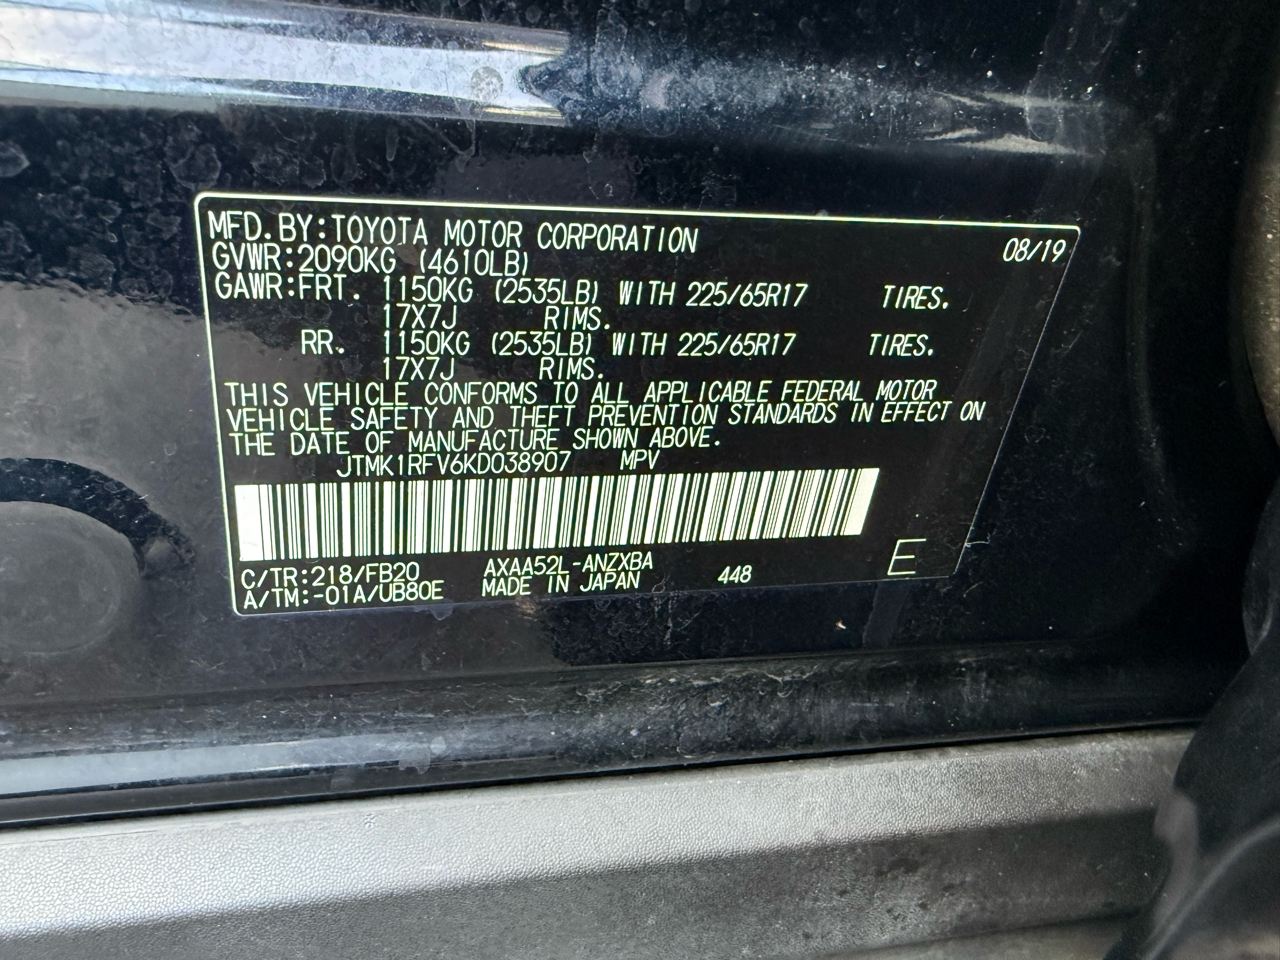 MFD.BY:TOYOTA MOTOR CORPORATION 08/19
GVWR:2090KG (4610LB)
GAWR:FRT. 1150KG (2535LB) WITH 225/65R17 TIRES.
17X7J RIMS.
RR. 1150KG (2535LB) WITH 225/65R17 TIRES.
17X7J RIMS.
THIS VEHICLE CONFORMS TO ALL APPLICABLE FEDERAL MOTOR
VEHICLE SAFETY AND THEFT PREVENTION STANDARDS IN EFFECT ON
THE DATE OF MANUFACTURE SHOWN ABOVE.
JTMK1RFV6KD038907 MPV
C/TR:218/FB20 AXAA52L-ANZXBA 448 E
A/TM:-01A/UB80E MADE IN JAPAN